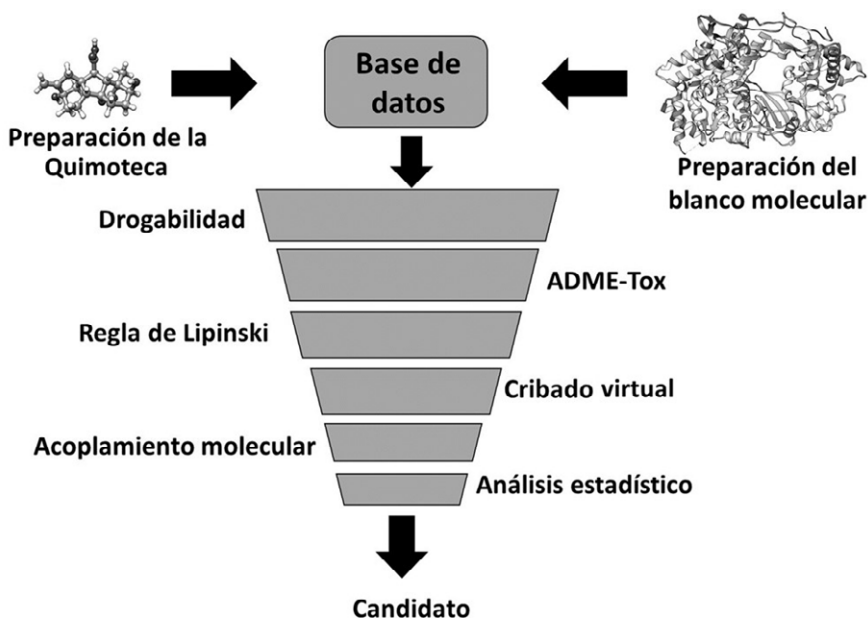 Base de
datos
Preparación de la
Quimoteca
Preparación del
blanco molecular
Drogabilidad
ADME-Tox
Regla de Lipinski
Cribado virtual
Acoplamiento molecular
Análisis estadístico
Candidato